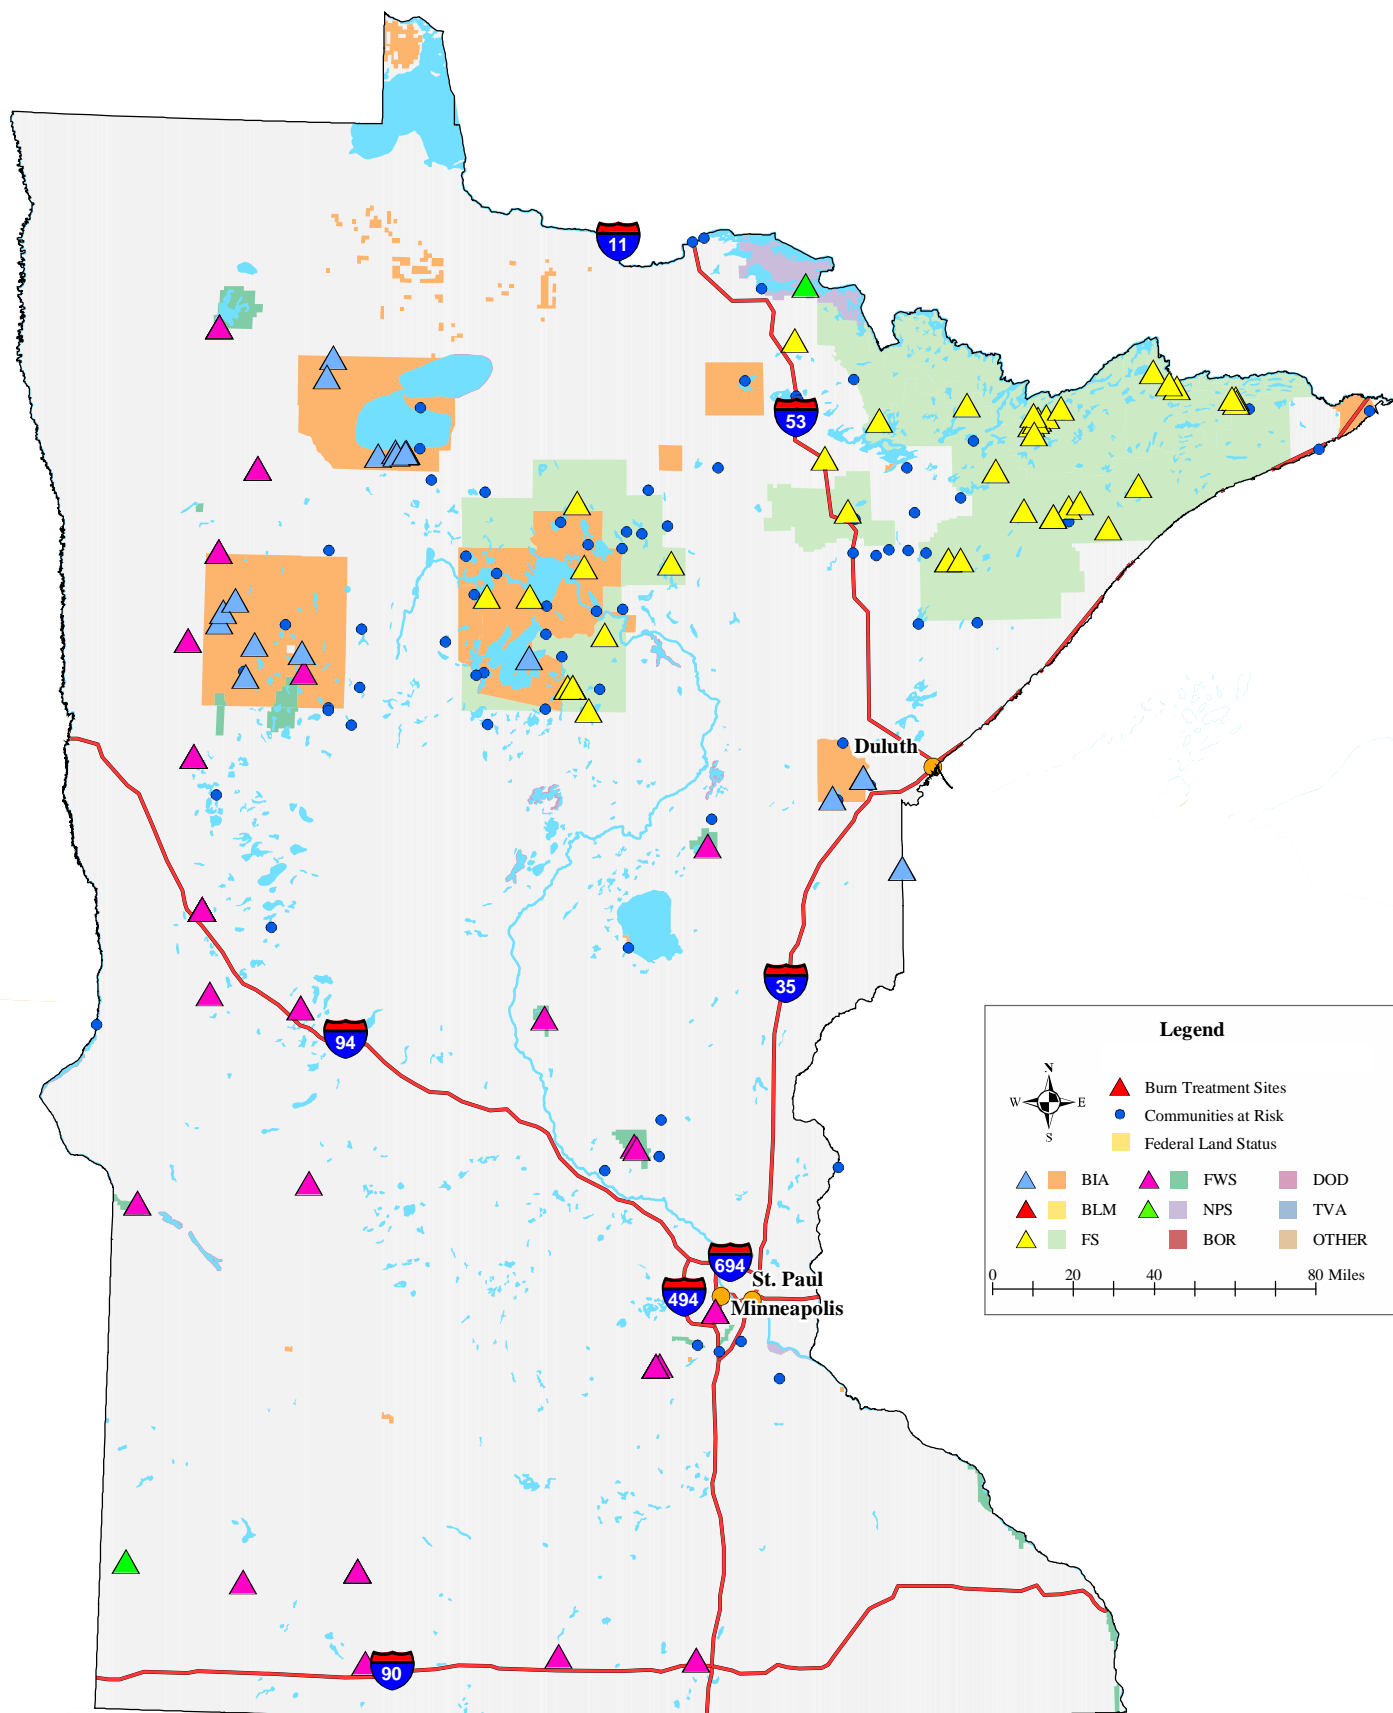 11
53
Duluth
35
94
Legend
N
W
E
S
Burn Treatment Sites
Communities at Risk
Federal Land Status
BIA
FWS
DOD
BLM
NPS
TVA
FS
BOR
OTHER
0
20
40
80 Miles
694
St. Paul
494
Minneapolis
90